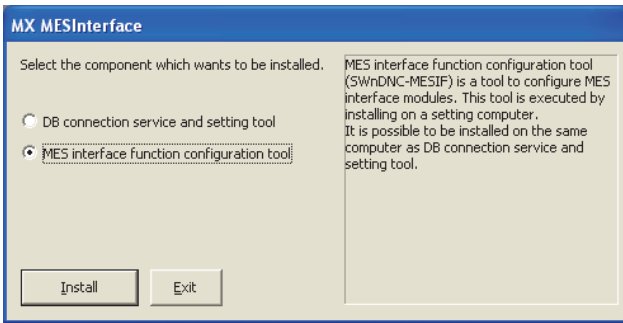 MX MESInterface
Select the component which wants to be installed.
DB connection service and setting tool
MES interface function configuration tool
Install
Exit
MES interface function configuration tool
(SWnDNC-MESIF) is a tool to configure MES
interface modules. This tool is executed by
installing on a setting computer.
It is possible to be installed on the same
computer as DB connection service and
setting tool.